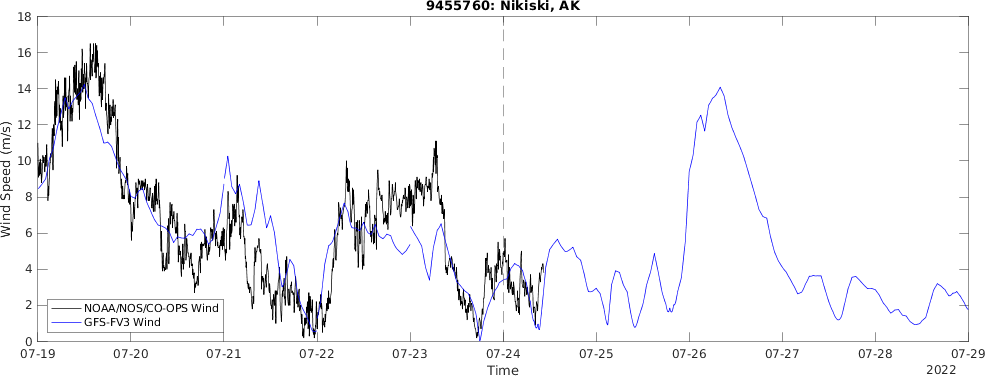 9455760: Nikiski, AK
Wind Speed (m/s)
18
16
14
12
10
8
6
4
2
0
NOAA/NOS/CO-OPS Wind
GFS-FV3 Wind
07-19 07-20 07-21 07-22 07-23 07-24 07-25 07-26 07-27 07-28 07-29
Time
2022